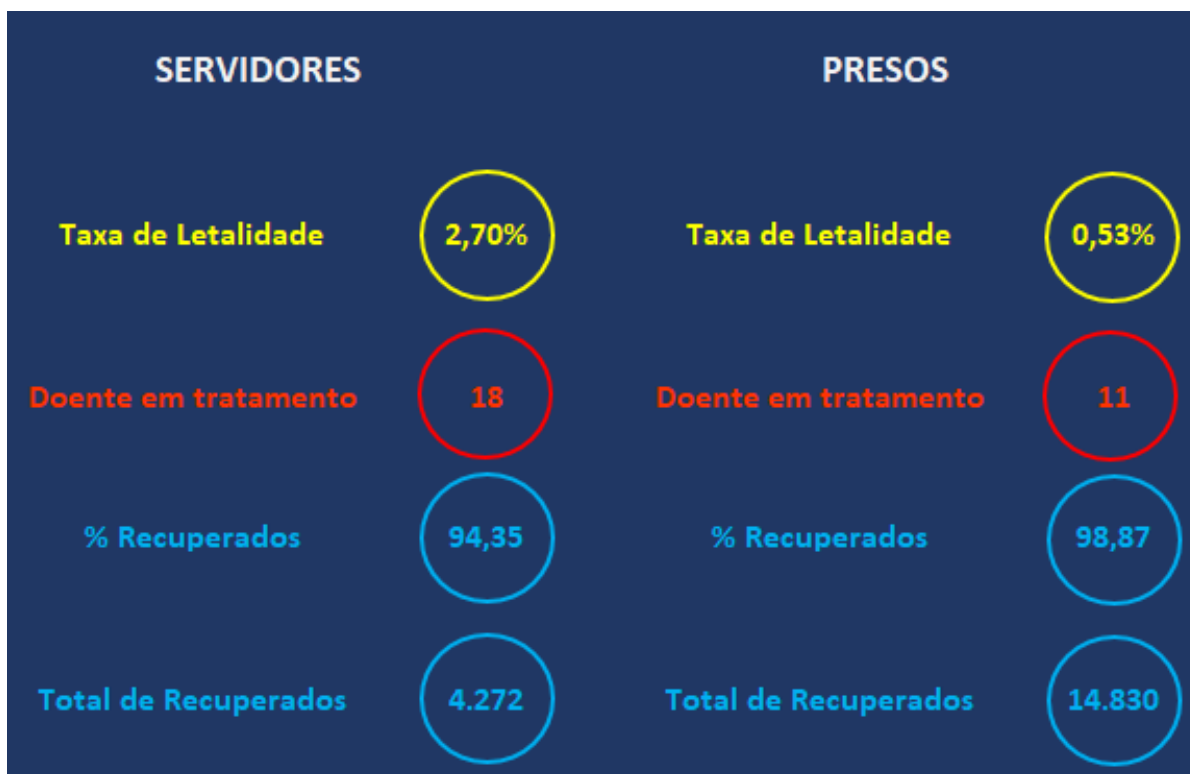 SERVIDORES
PRESOS
Taxa de Letalidade
2,70%
Taxa de Letalidade
0,53%
Doente em tratamento
18
Doente em tratamento
11
% Recuperados
94,35
% Recuperados
98,87
Total de Recuperados
4.272
Total de Recuperados
14.830